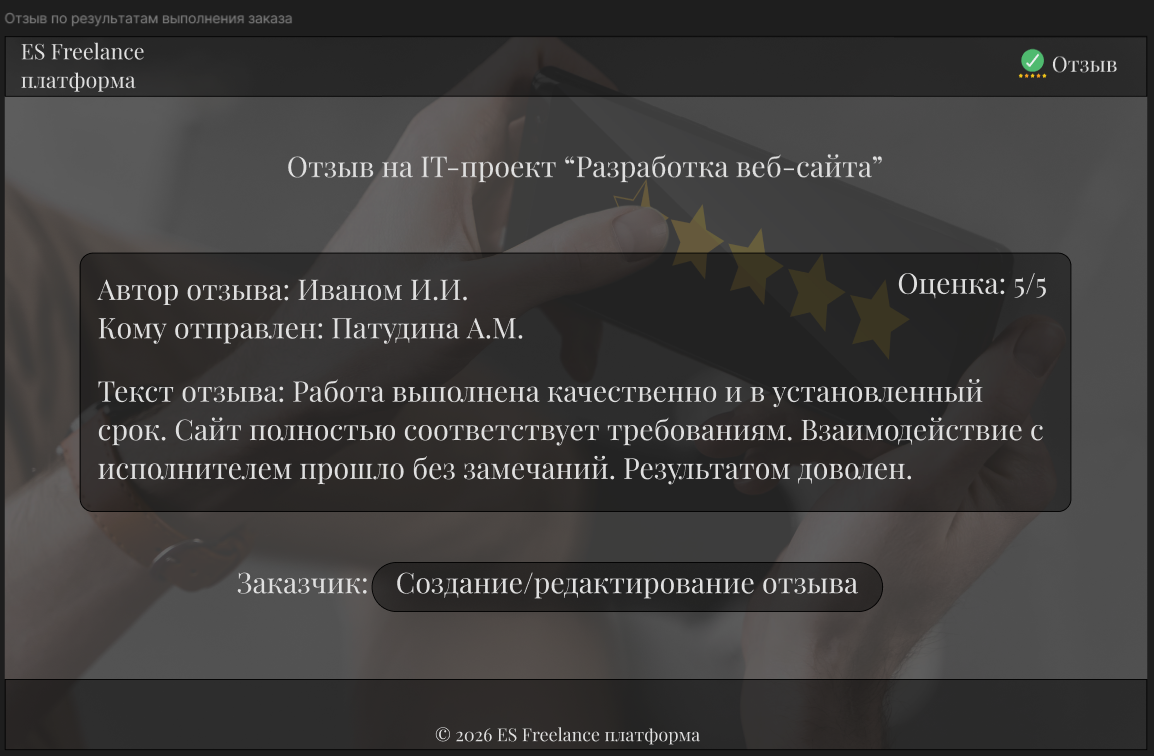 Отзыв по результатам выполнения заказа
ES Freelance
платформа
Отзыв
Отзыв на IT-проект “Разработка веб-сайта”
Автор отзыва: Иваном И.И.
Оценка: 5/5
Кому отправлен: Патудина А.М.
Текст отзыва: Работа выполнена качественно и в установленный
срок. Сайт полностью соответствует требованиям. Взаимодействие с
исполнителем прошло без замечаний. Результатом доволен.
Заказчик: Создание/редактирование отзыва
© 2026 ES Freelance платформа